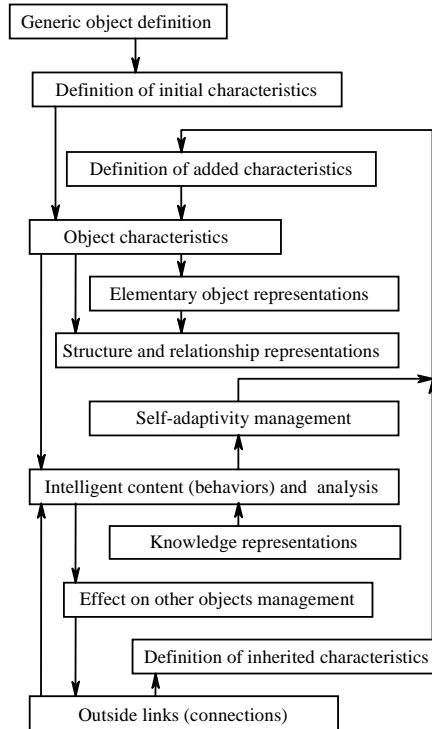 Generic object definition
Definition of initial characteristics
Definition of added characteristics
Object characteristics
Elementary object representations
Structure and relationship representations
Self-adaptivity management
Intelligent content (behaviors) and analysis
Knowledge representations
Effect on other objects management
Definition of inherited characteristics
Outside links (connections)